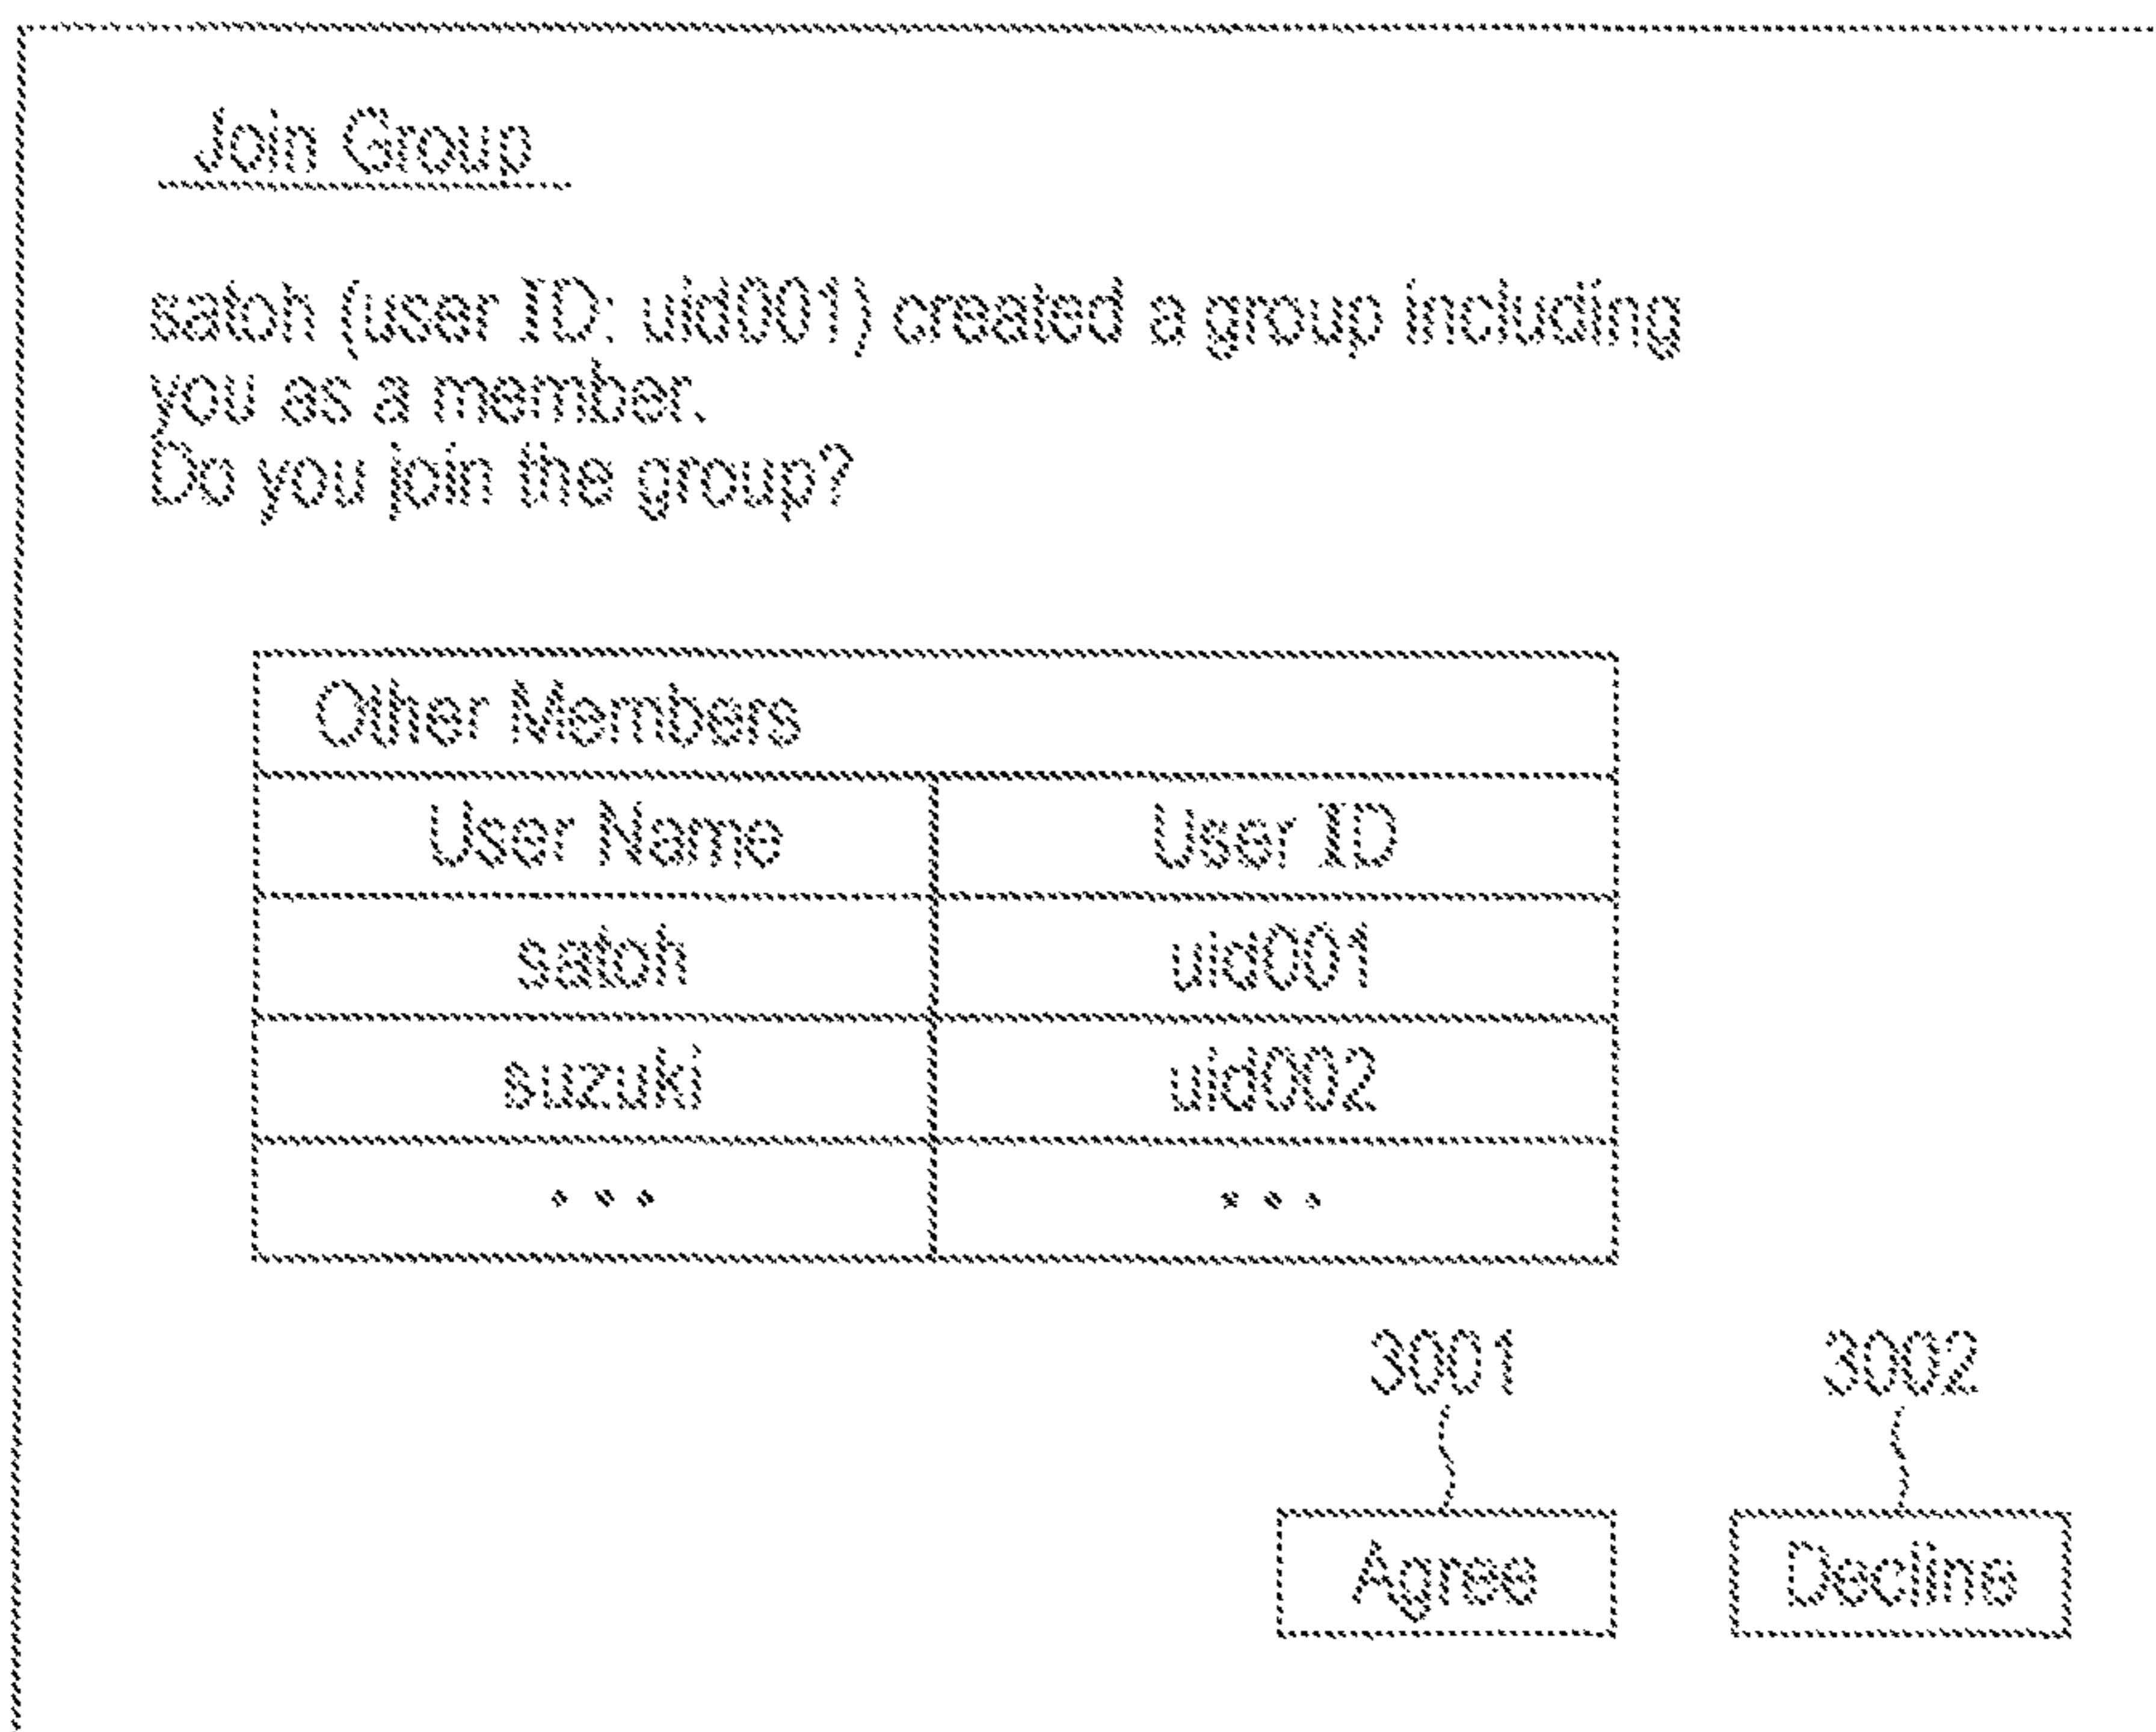 Join Group
satoh (user ID: uid001) created a group including
you as a member.
Do you join the group?
Other Members
User Name User ID
satoh uid001
suzuki uid002
... ...
3001 3002
Agree Decline